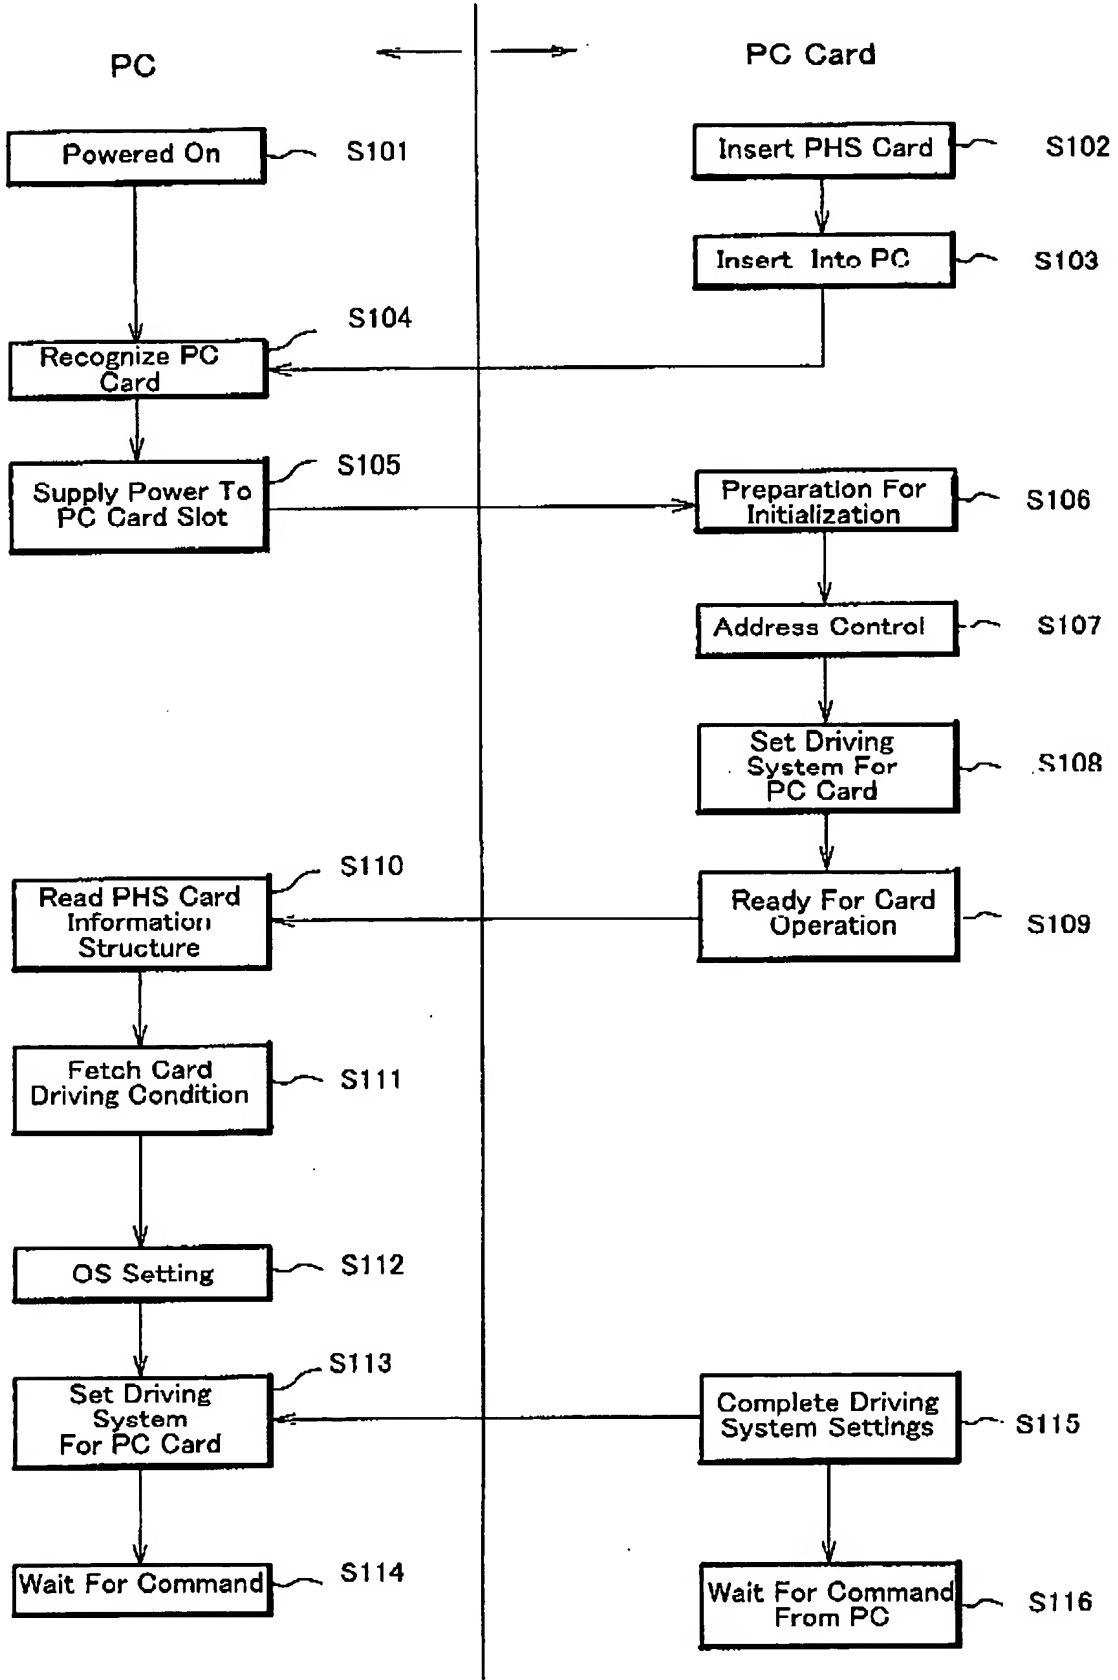 PC
PC Card
Powered On
S101
Insert PHS Card
S102
Insert Into PC
S103
S104
Recognize PC
Card
S105
Supply Power To
PC Card Slot
Preparation For
Initialization
S106
Address Control
S107
Set Driving
System For
PC Card
S108
S110
Read PHS Card
Information
Structure
Ready For Card
Operation
S109
Fetch Card
Driving Condition
S111
OS Setting
S112
S113
Set Driving
System
For PC Card
Complete Driving
System Settings
S115
Wait For Command
S114
Wait For Command
From PC
S116